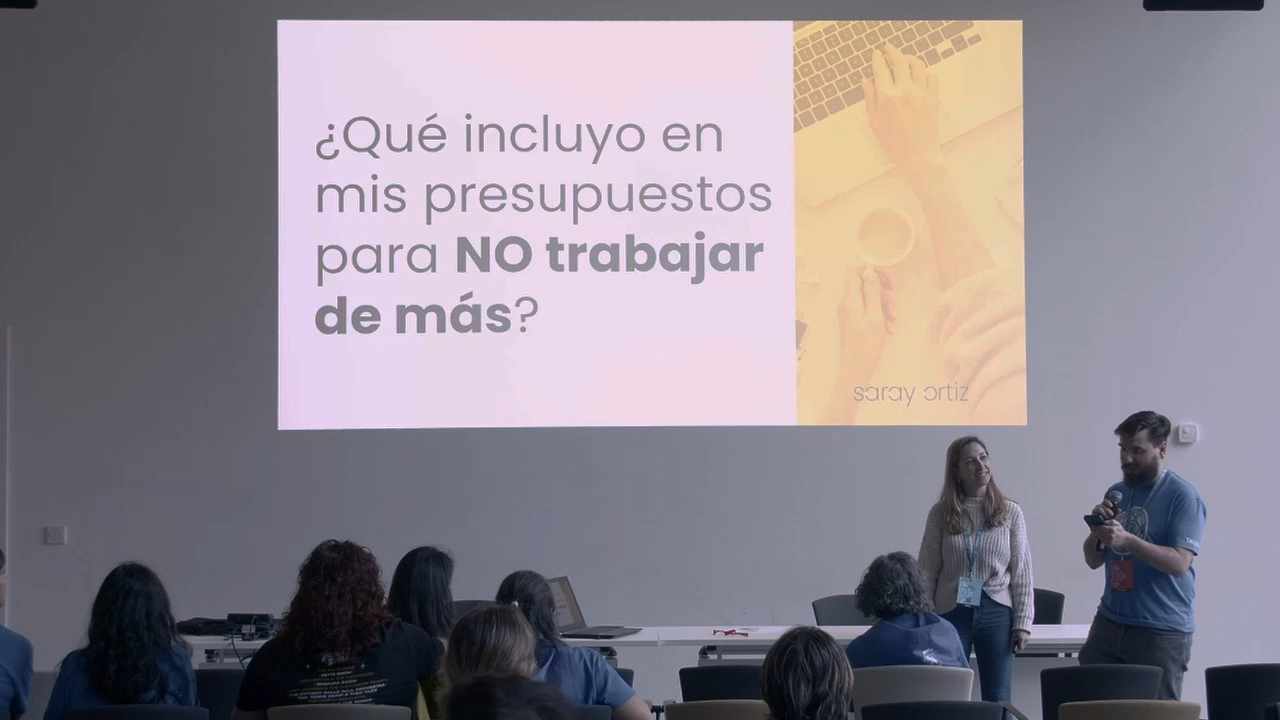 ¿Qué incluyo en
mis presupuestos
para NO trabajar
de más?
saray ortiz